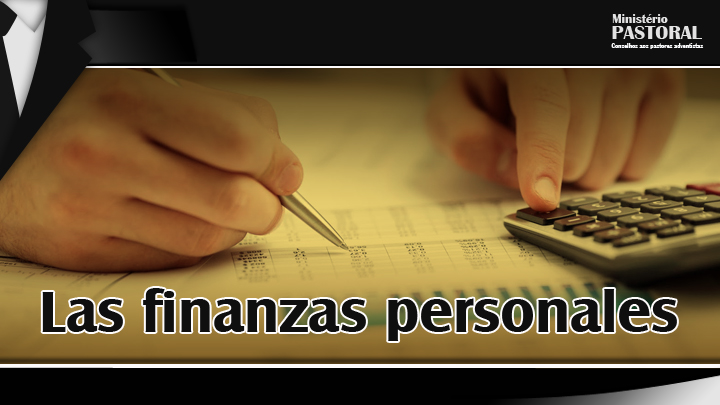 Ministério
PASTORAL
Conselhos aos pastores adventistas
Las finanzas personales